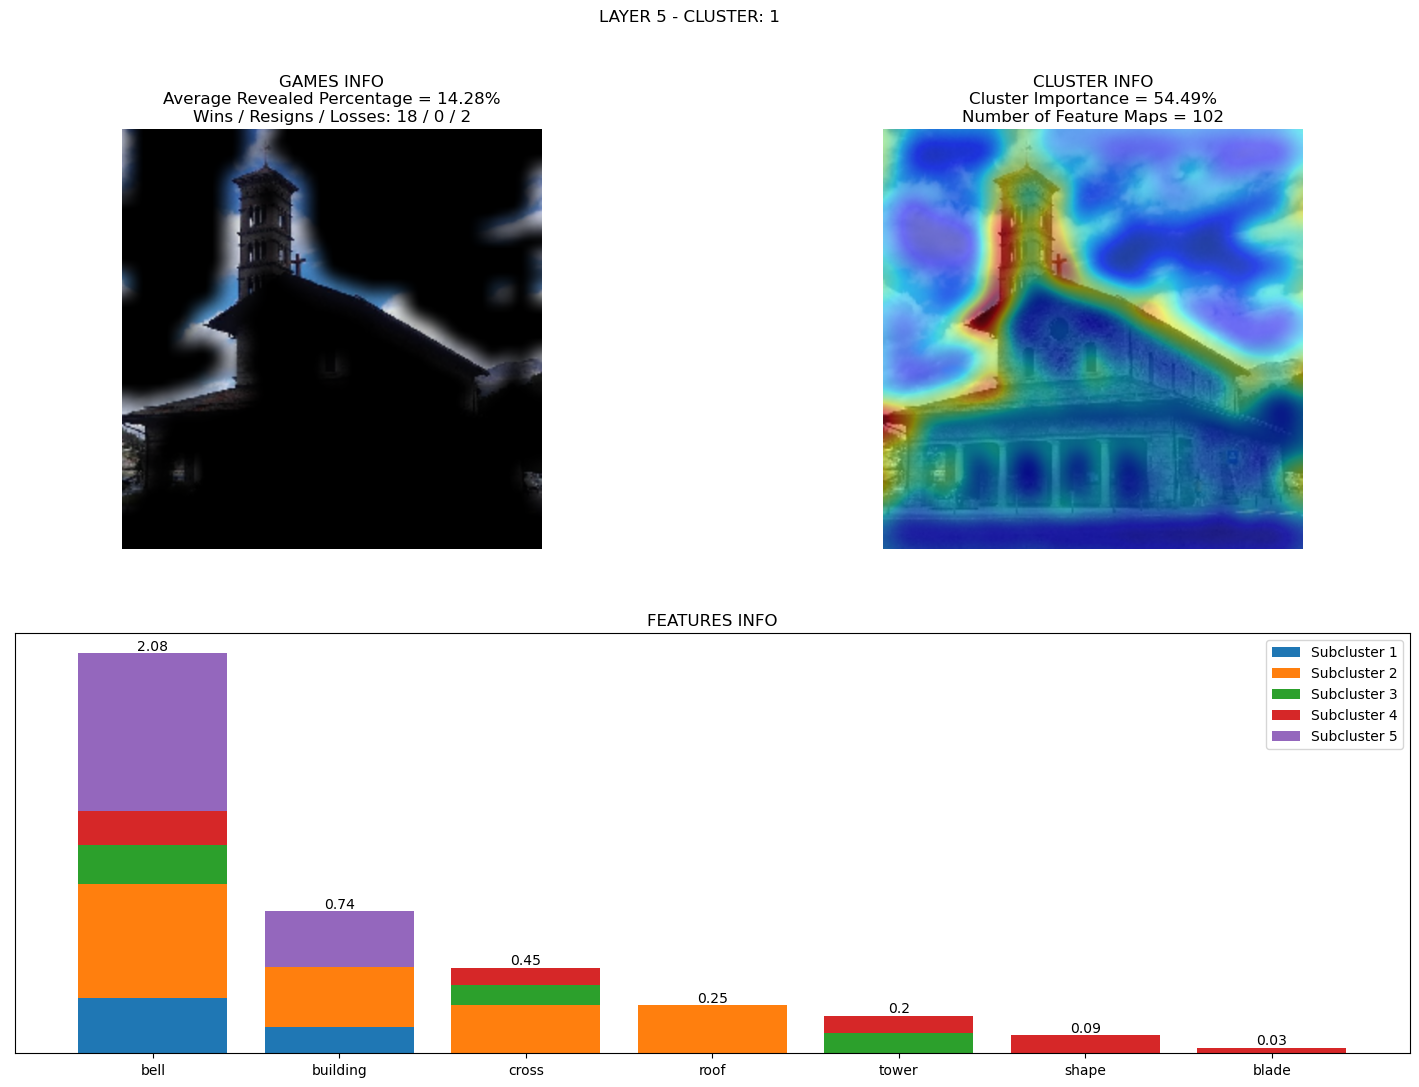 LAYER 5 - CLUSTER: 1
GAMES INFO
Average Revealed Percentage = 14.28%
Wins / Resigns / Losses: 18 / 0 / 2
CLUSTER INFO
Cluster Importance = 54.49%
Number of Feature Maps = 102
FEATURES INFO
2.08
0.74
0.45
0.25
0.2
0.09
0.03
Subcluster 1
Subcluster 2
Subcluster 3
Subcluster 4
Subcluster 5
bell
building
cross
roof
tower
shape
blade